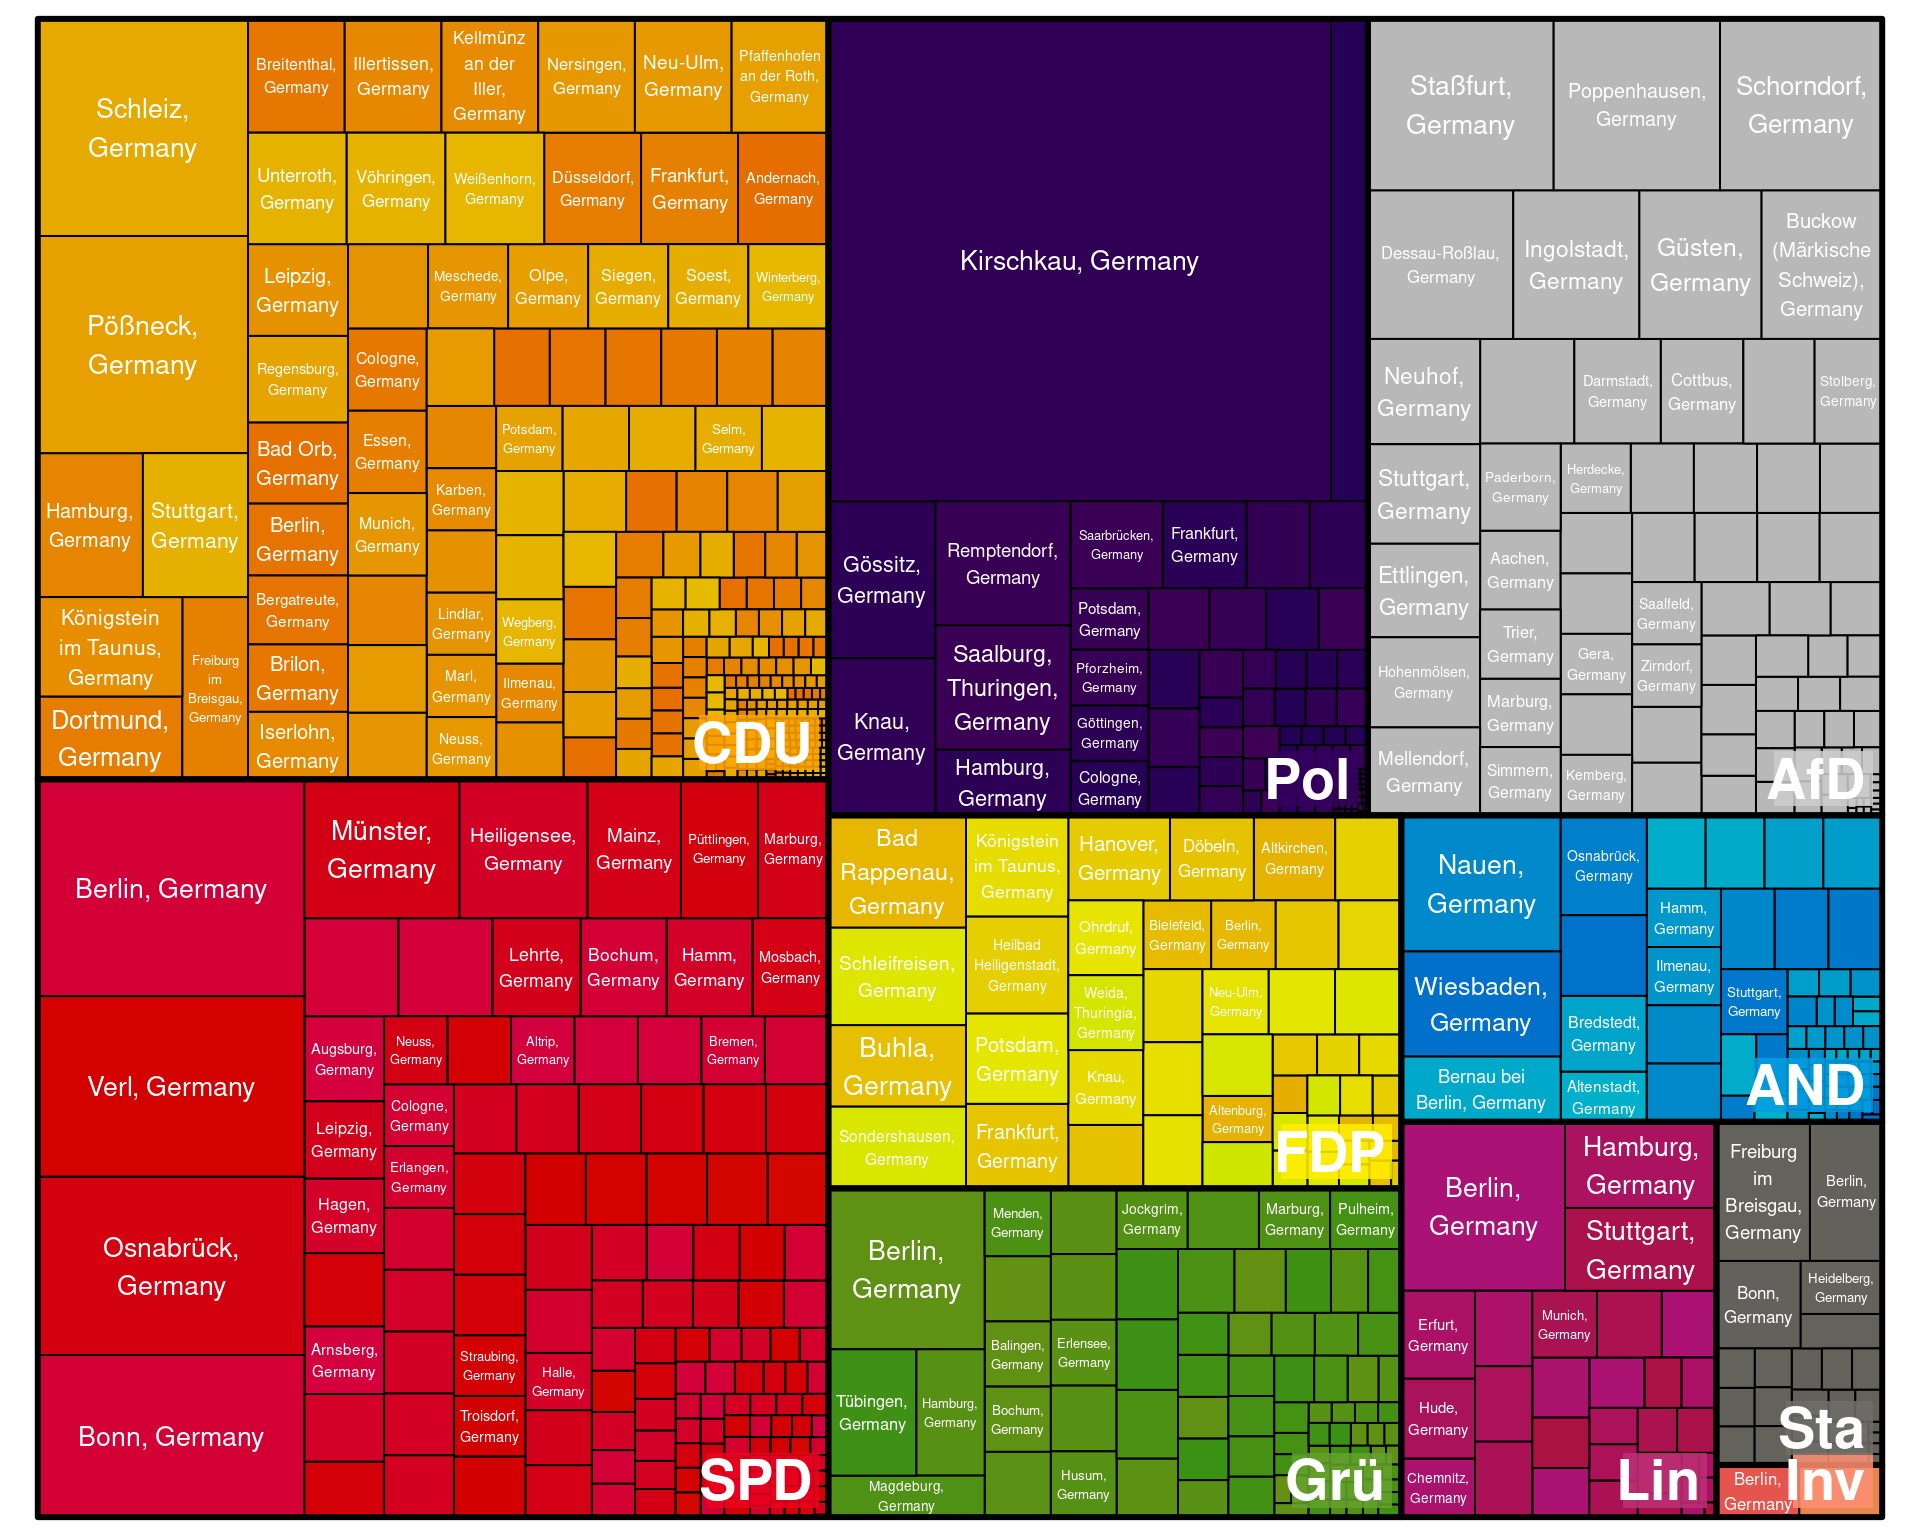 Schleiz,
Germany
Pößneck,
Germany
Hamburg,
Germany
Stuttgart,
Germany
Königstein
im Taunus,
Germany
Freiburg
im
Breisgau,
Germany
Dortmund,
Germany
Breitenthal,
Germany
Illertissen,
Germany
Kellmünz
an der
Iller,
Germany
Nersingen,
Germany
Neu-Ulm,
Germany
Pfaffenhofen
an der Roth,
Germany
Unterroth,
Germany
Vöhringen,
Germany
Weißenhorn,
Germany
Düsseldorf,
Germany
Frankfurt,
Germany
Andernach,
Germany
Leipzig,
Germany
Regensburg,
Germany
Bad Orb,
Germany
Berlin,
Germany
Bergatreute,
Germany
Brilon,
Germany
Iserlohn,
Germany
Meschede,
Germany
Olpe,
Germany
Siegen,
Germany
Soest,
Germany
Winterberg,
Germany
Cologne,
Germany
Essen,
Germany
Munich,
Germany
Karben,
Germany
Lindlar,
Germany
Marl,
Germany
Neuss,
Germany
Potsdam,
Germany
Selm,
Germany
Wegberg,
Germany
Ilmenau,
Germany
CDU
Kirschkau, Germany
Gössitz,
Germany
Knau,
Germany
Remptendorf,
Germany
Saalburg,
Thuringen,
Germany
Hamburg,
Germany
Saarbrücken,
Germany
Frankfurt,
Germany
Potsdam,
Germany
Pforzheim,
Germany
Göttingen,
Germany
Cologne,
Germany
Pol
Staßfurt,
Germany
Poppenhausen,
Germany
Schorndorf,
Germany
Dessau-Roßlau,
Germany
Ingolstadt,
Germany
Güsten,
Germany
Buckow
(Märkische
Schweiz),
Germany
Neuhof,
Germany
Stuttgart,
Germany
Ettlingen,
Germany
Hohenmölsen,
Germany
Mellendorf,
Germany
Darmstadt,
Germany
Cottbus,
Germany
Stolberg,
Germany
Paderborn,
Germany
Aachen,
Germany
Trier,
Germany
Marburg,
Germany
Simmern,
Germany
Herdecke,
Germany
Gera,
Germany
Kemberg,
Germany
Saalfeld,
Germany
Zirndorf,
Germany
AfD
Berlin, Germany
Verl, Germany
Osnabrück,
Germany
Bonn, Germany
Münster,
Germany
Heiligensee,
Germany
Mainz,
Germany
Püttlingen,
Germany
Marburg,
Germany
Lehrte,
Germany
Bochum,
Germany
Hamm,
Germany
Mosbach,
Germany
Augsburg,
Germany
Leipzig,
Germany
Hagen,
Germany
Arnsberg,
Germany
Neuss,
Germany
Altrip,
Germany
Bremen,
Germany
Cologne,
Germany
Erlangen,
Germany
Straubing,
Germany
Troisdorf,
Germany
Halle,
Germany
SPD
Bad
Rappenau,
Germany
Schleifreisen,
Germany
Buhla,
Germany
Sondershausen,
Germany
Königstein
im Taunus,
Germany
Heilbad
Heiligenstadt,
Germany
Potsdam,
Germany
Frankfurt,
Germany
Hanover,
Germany
Döbeln,
Germany
Altkirchen,
Germany
Ohrdruf,
Germany
Weida,
Thuringia,
Germany
Knau,
Germany
Bielefeld,
Germany
Berlin,
Germany
Neu-Ulm,
Germany
Altenburg,
Germany
FDP
Nauen,
Germany
Wiesbaden,
Germany
Bernau bei
Berlin, Germany
Osnabrück,
Germany
Bredstedt,
Germany
Altenstadt,
Germany
Hamm,
Germany
Ilmenau,
Germany
Stuttgart,
Germany
AND
Berlin,
Germany
Tübingen,
Germany
Hamburg,
Germany
Magdeburg,
Germany
Menden,
Germany
Balingen,
Germany
Bochum,
Germany
Erlensee,
Germany
Husum,
Germany
Jockgrim,
Germany
Marburg,
Germany
Pulheim,
Germany
Grü
Berlin,
Germany
Hamburg,
Germany
Stuttgart,
Germany
Erfurt,
Germany
Hude,
Germany
Chemnitz,
Germany
Munich,
Germany
Lin
Freiburg
im
Breisgau,
Germany
Berlin,
Germany
Bonn,
Germany
Heidelberg,
Germany
Sta
Berlin,
Germany
Inv